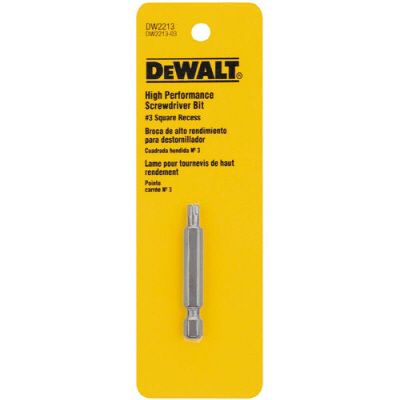 DW2213
DW2213-03
DEWALT®
High Performance
Screwdriver Bit
#3 Square Recess
Broca de alto rendimiento
para destornillador
Cuadrada hendida Nº 3
Lame pour tournevis de haut
rendement
Pointe
carrée Nº 3